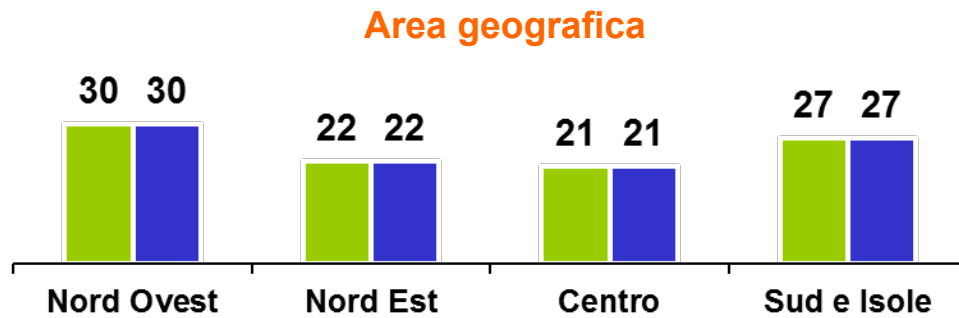 Area geografica
30 30
22 22
21 21
27 27
Nord Ovest
Nord Est
Centro
Sud e Isole